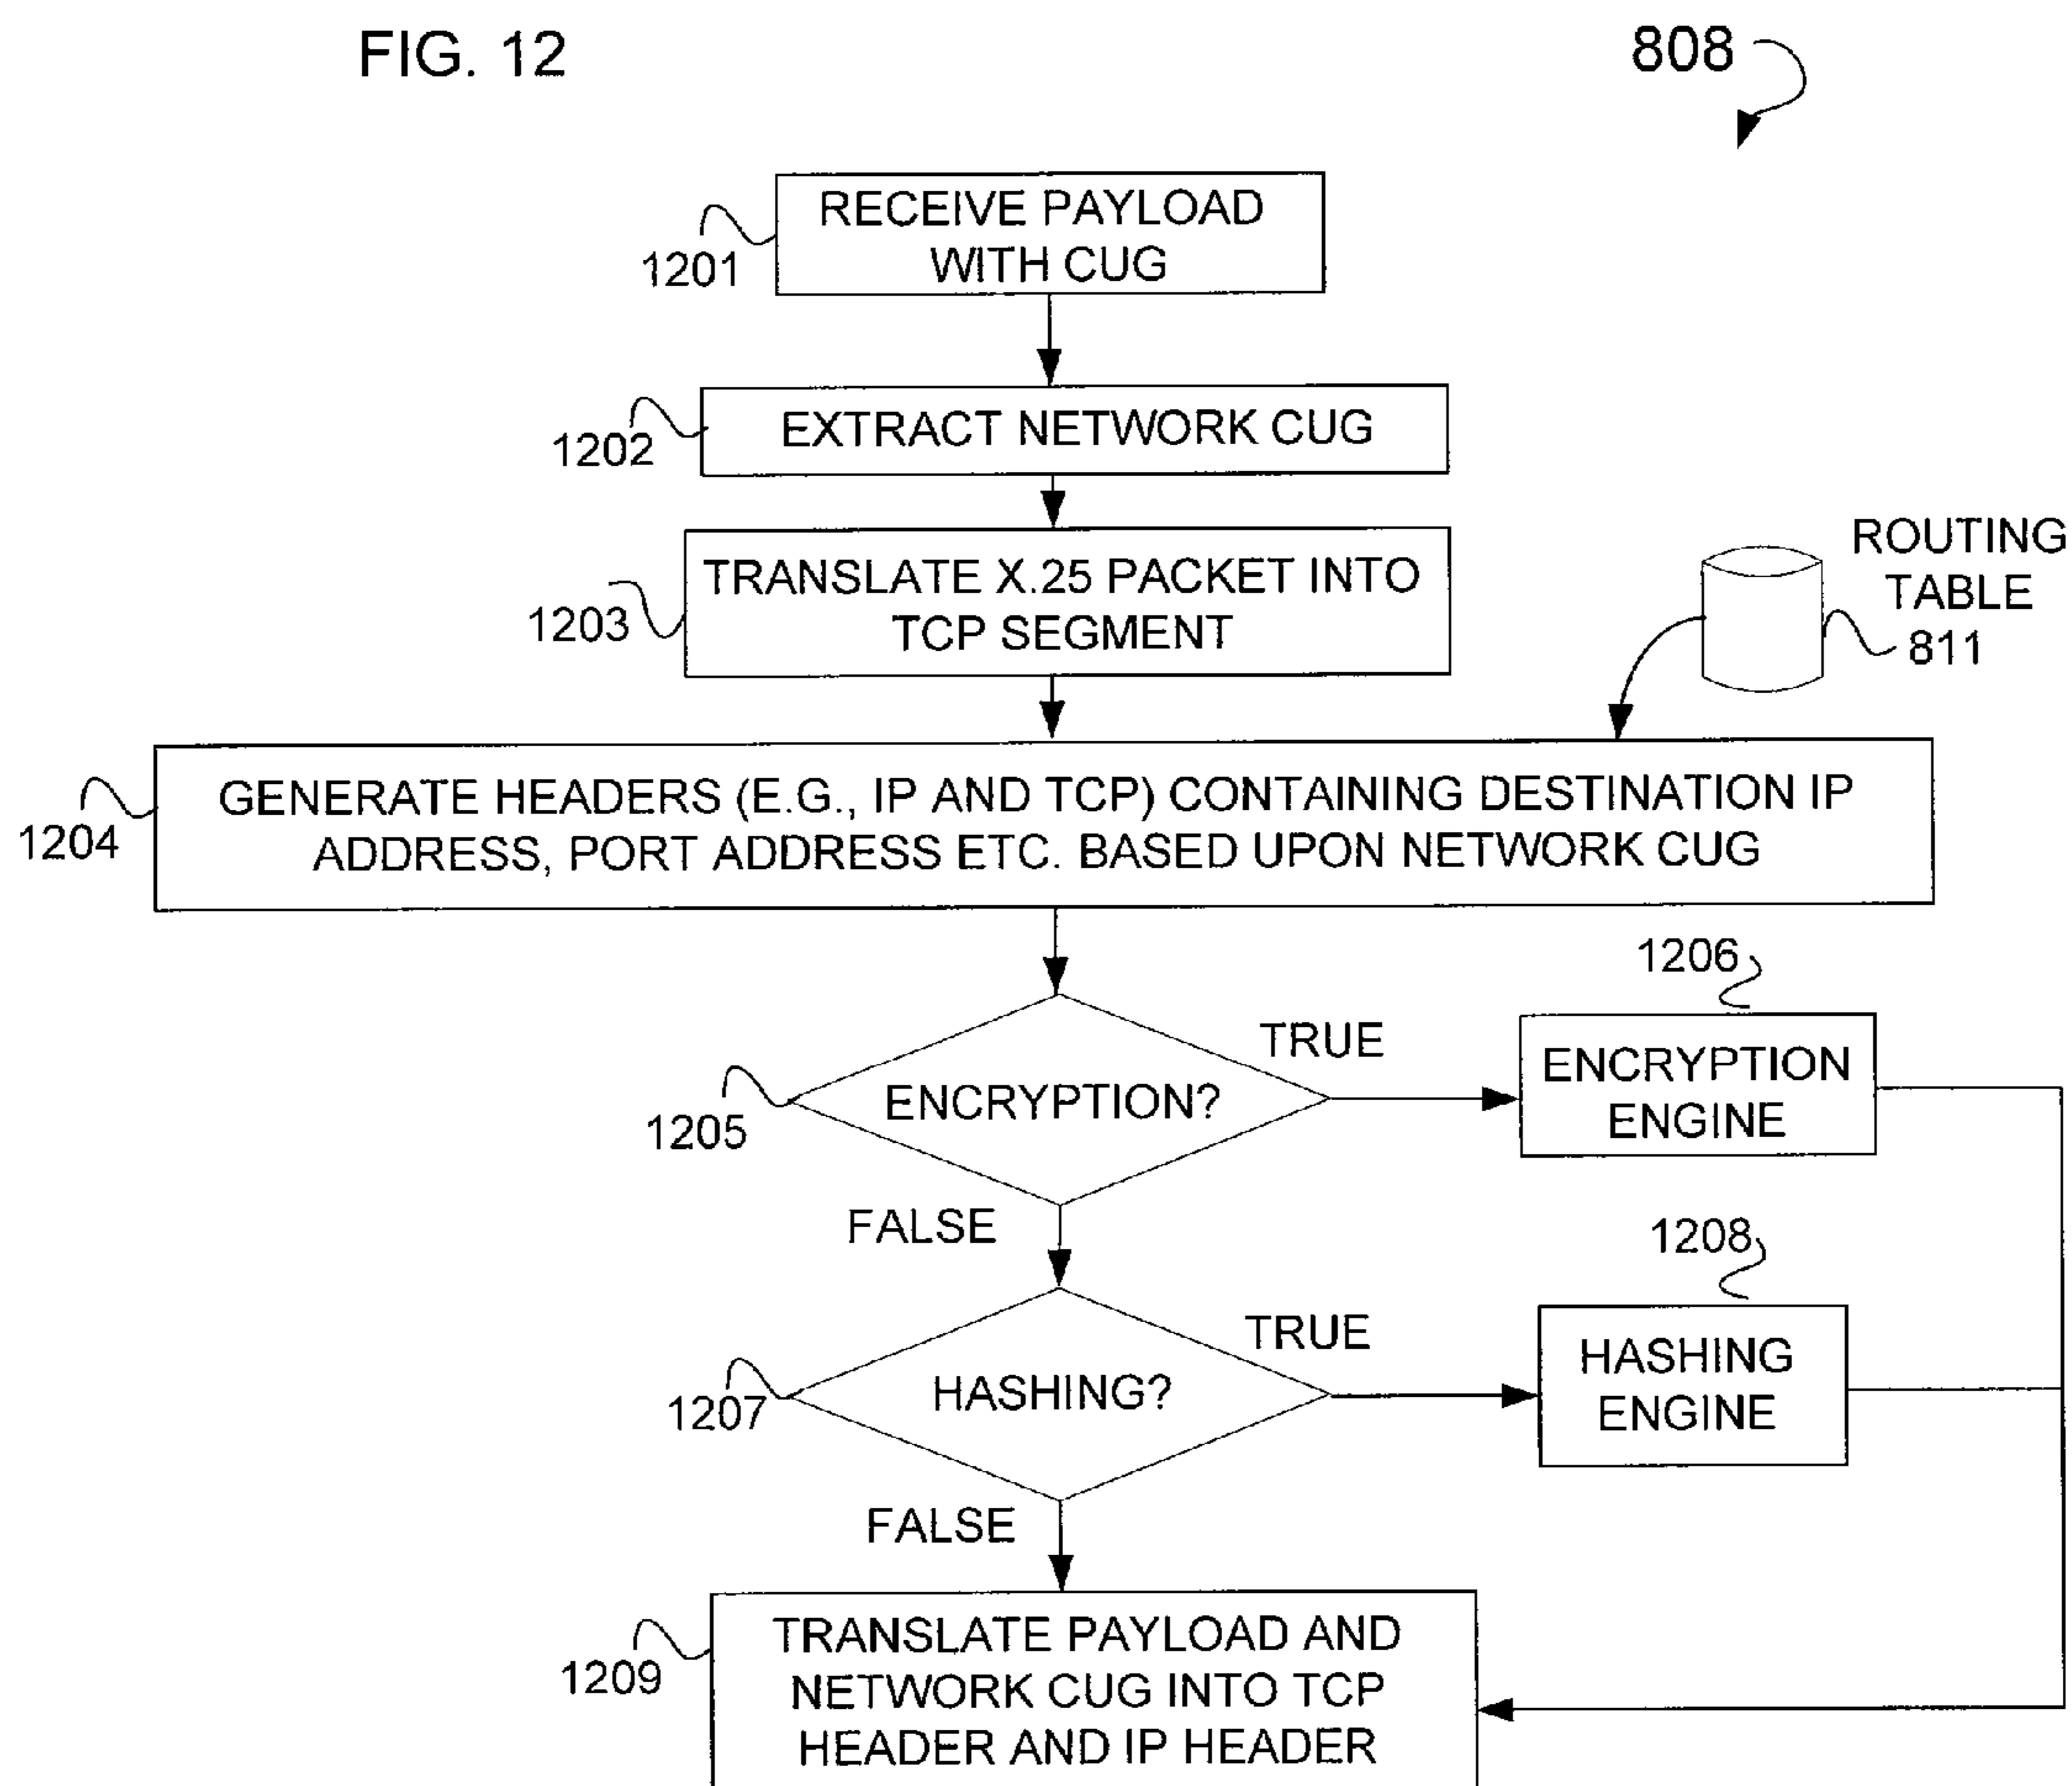 FIG. 12
808
RECEIVE PAYLOAD
WITH CUG
1201
EXTRACT NETWORK CUG
1202
TRANSLATE X.25 PACKET INTO
TCP SEGMENT
1203
ROUTING
TABLE
811
GENERATE HEADERS (E.G., IP AND TCP) CONTAINING DESTINATION IP
ADDRESS, PORT ADDRESS ETC. BASED UPON NETWORK CUG
1204
1206
TRUE
ENCRYPTION?
1205
ENCRYPTION
ENGINE
FALSE
1208
TRUE
HASHING?
1207
HASHING
ENGINE
FALSE
TRANSLATE PAYLOAD AND
NETWORK CUG INTO TCP
HEADER AND IP HEADER
1209